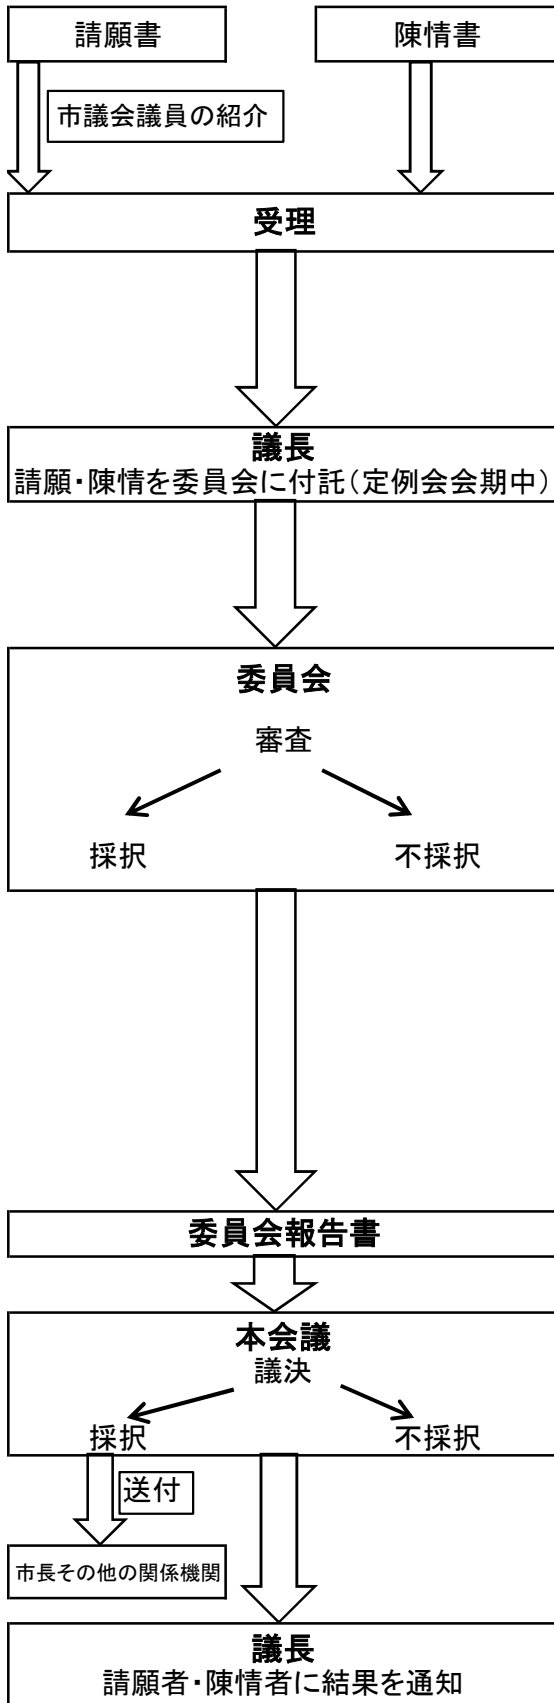 請願書
陳情書
市議会議員の紹介
受理
議長
請願・陳情を委員会に付託（定例会会期中）
委員会
審査
採択
不採択
委員会報告書
本会議
議決
採択
不採択
送付
市長その他の関係機関
議長
請願者・陳情者に結果を通知